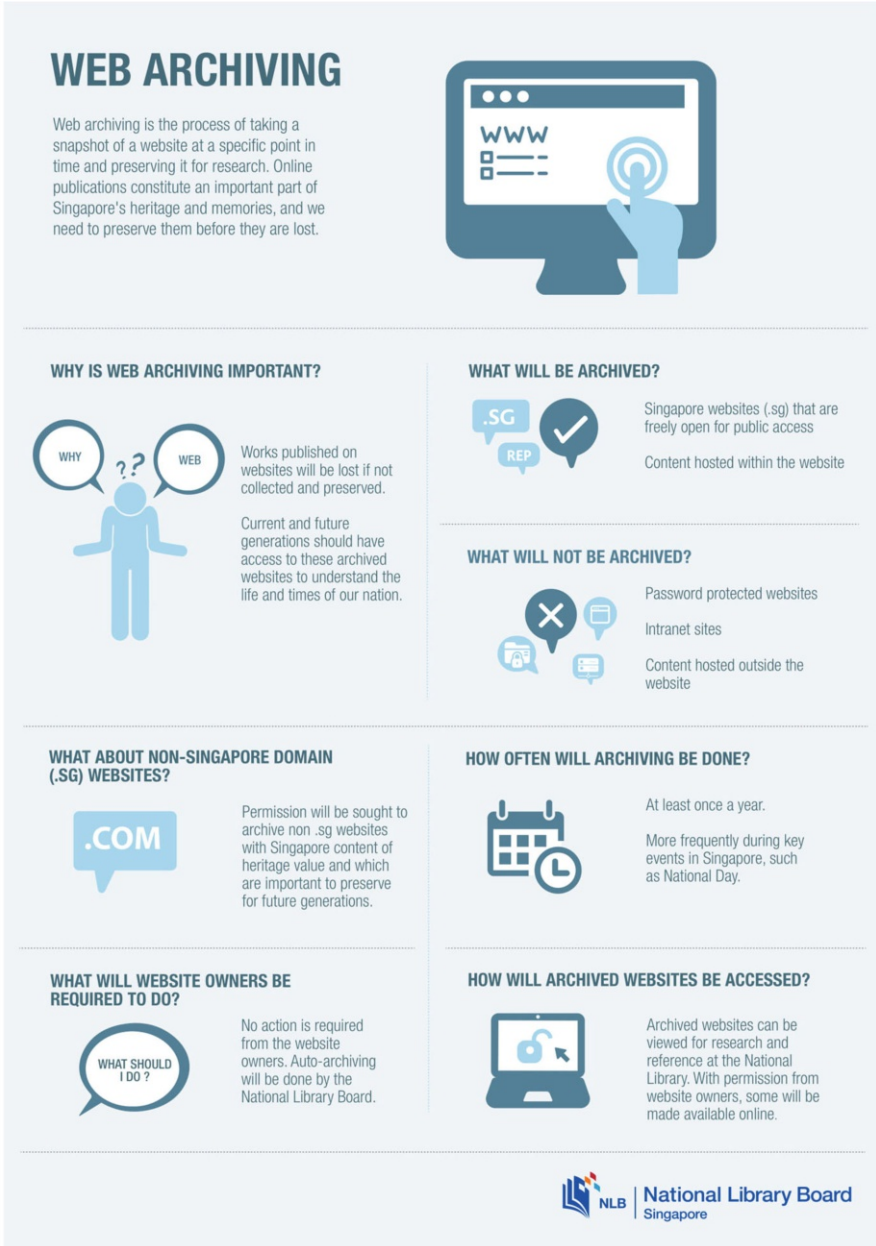 WEB ARCHIVING
Web archiving is the process of taking a
snapshot of a website at a specific point in
time and preserving it for research. Online
publications constitute an important part of
Singapore's heritage and memories, and we
need to preserve them before they are lost.
WWW
WHY IS WEB ARCHIVING IMPORTANT?
WHY
??
WEB
Works published on
websites will be lost if not
collected and preserved.
Current and future
generations should have
access to these archived
websites to understand the
life and times of our nation.
WHAT WILL BE ARCHIVED?
.SG
REP
Singapore websites (.sg) that are
freely open for public access
Content hosted within the website
WHAT WILL NOT BE ARCHIVED?
Password protected websites
Intranet sites
Content hosted outside the
website
WHAT ABOUT NON-SINGAPORE DOMAIN
(.SG) WEBSITES?
.COM
Permission will be sought to
archive non .sg websites
with Singapore content of
heritage value and which
are important to preserve
for future generations.
HOW OFTEN WILL ARCHIVING BE DONE?
At least once a year.
More frequently during key
events in Singapore, such
as National Day.
WHAT WILL WEBSITE OWNERS BE
REQUIRED TO DO?
WHAT SHOULD
I DO ?
No action is required
from the website
owners. Auto-archiving
will be done by the
National Library Board.
HOW WILL ARCHIVED WEBSITES BE ACCESSED?
Archived websites can be
viewed for research and
reference at the National
Library. With permission from
website owners, some will be
made available online.
NLB
National Library Board
Singapore